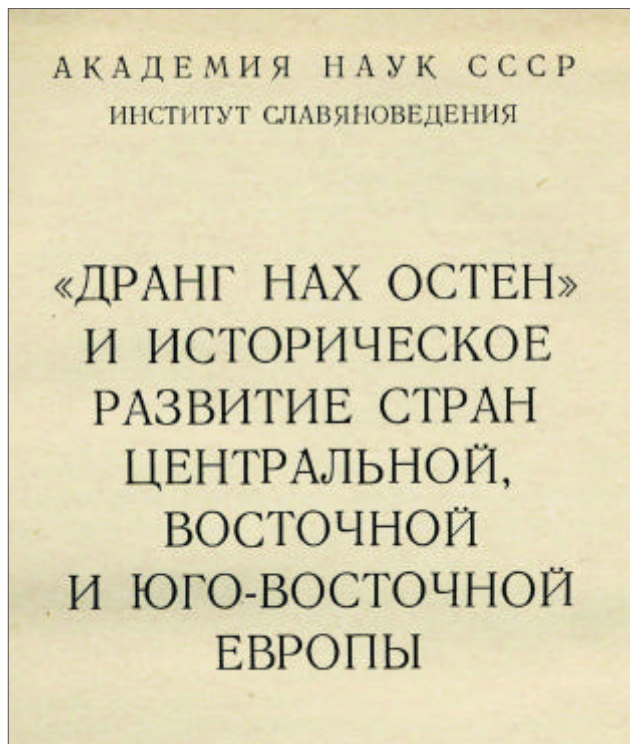 АКАДЕМИЯ НАУК СССР
ИНСТИТУТ СЛАВЯНОВЕДЕНИЯ
«ДРАНГ НАХ ОСТЕН»
И ИСТОРИЧЕСКОЕ
РАЗВИТИЕ СТРАН
ЦЕНТРАЛЬНОЙ,
ВОСТОЧНОЙ
И ЮГО-ВОСТОЧНОЙ
ЕВРОПЫ